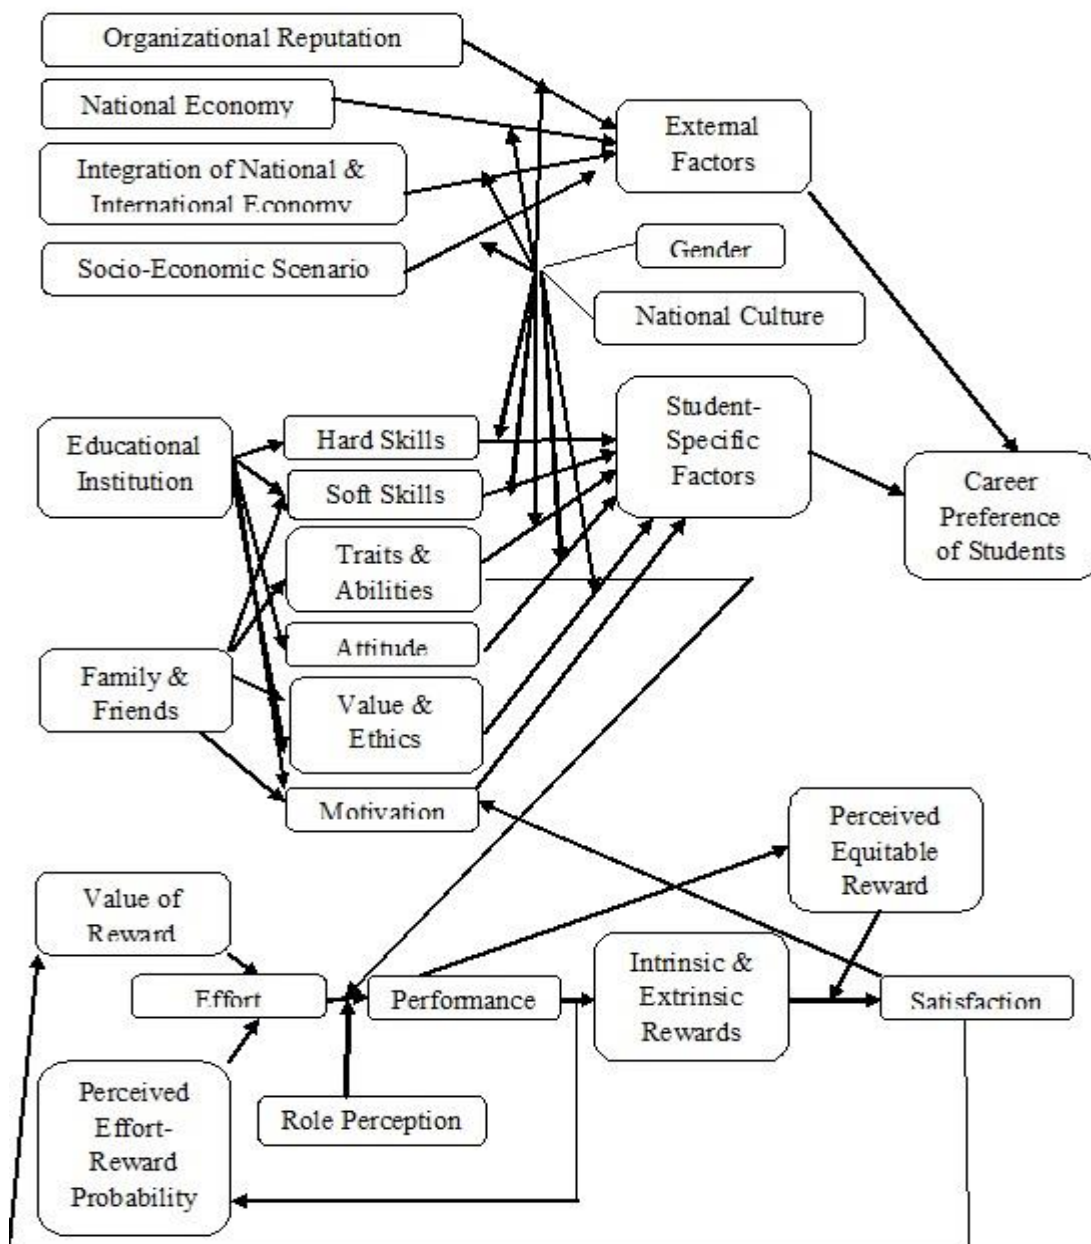 Organizational Reputation
National Economy
Integration of National &
International Economy
Socio-Economic Scenario
External
Factors
Gender
National Culture
Educational
Institution
Family &
Friends
Hard Skills
Soft Skills
Traits &
Abilities
Attitude
Value &
Ethics
Motivation
Student-
Specific
Factors
Career
Preference
of Students
Value of
Reward
Effort
Perceived
Effort-
Reward
Probability
Role Perception
Performance
Intrinsic &
Extrinsic
Rewards
Perceived
Equitable
Reward
Satisfaction